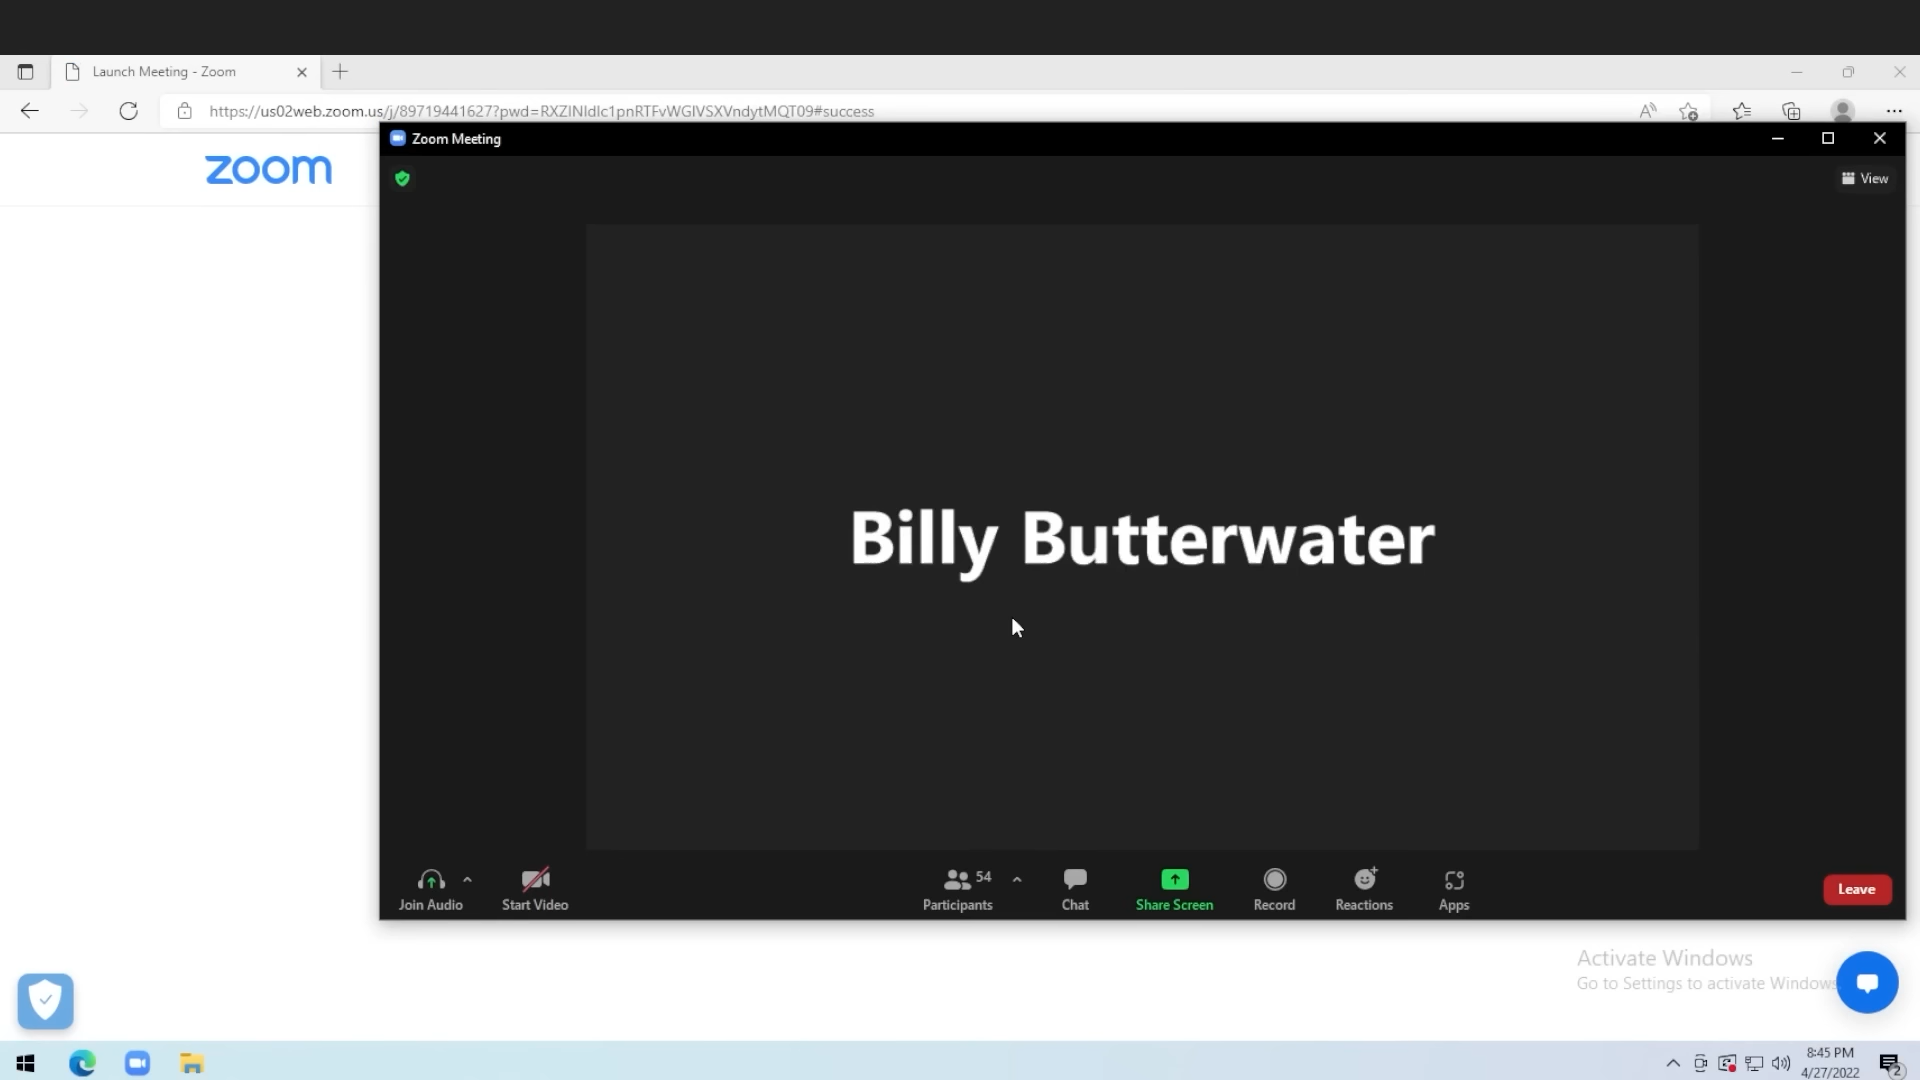 Launch Meeting - Zoom
https://us02web.zoom.us/j/89719441627?pwd=RXZINIdIc1pnRTFvWGIVSXVndytMQT09#success
Zoom Meeting
zoom
View
Billy Butterwater
54
Join Audio
Start Video
Participants
Chat
Share Screen
Record
Reactions
Apps
Leave
Activate Windows
Go to Settings to activate Windows
8:45 PM
4/27/2022
2